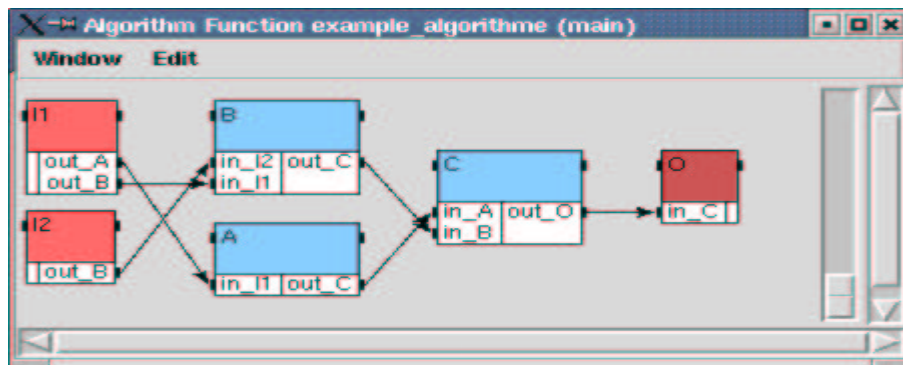 Algorithm Function example_algorithme (main)
Window Edit
I1
out_A
out_B
I2
out_B
B
in_I2 out_C
in_I1
A
in_I1 out_C
C
in_A out_O
in_B
O
in_C